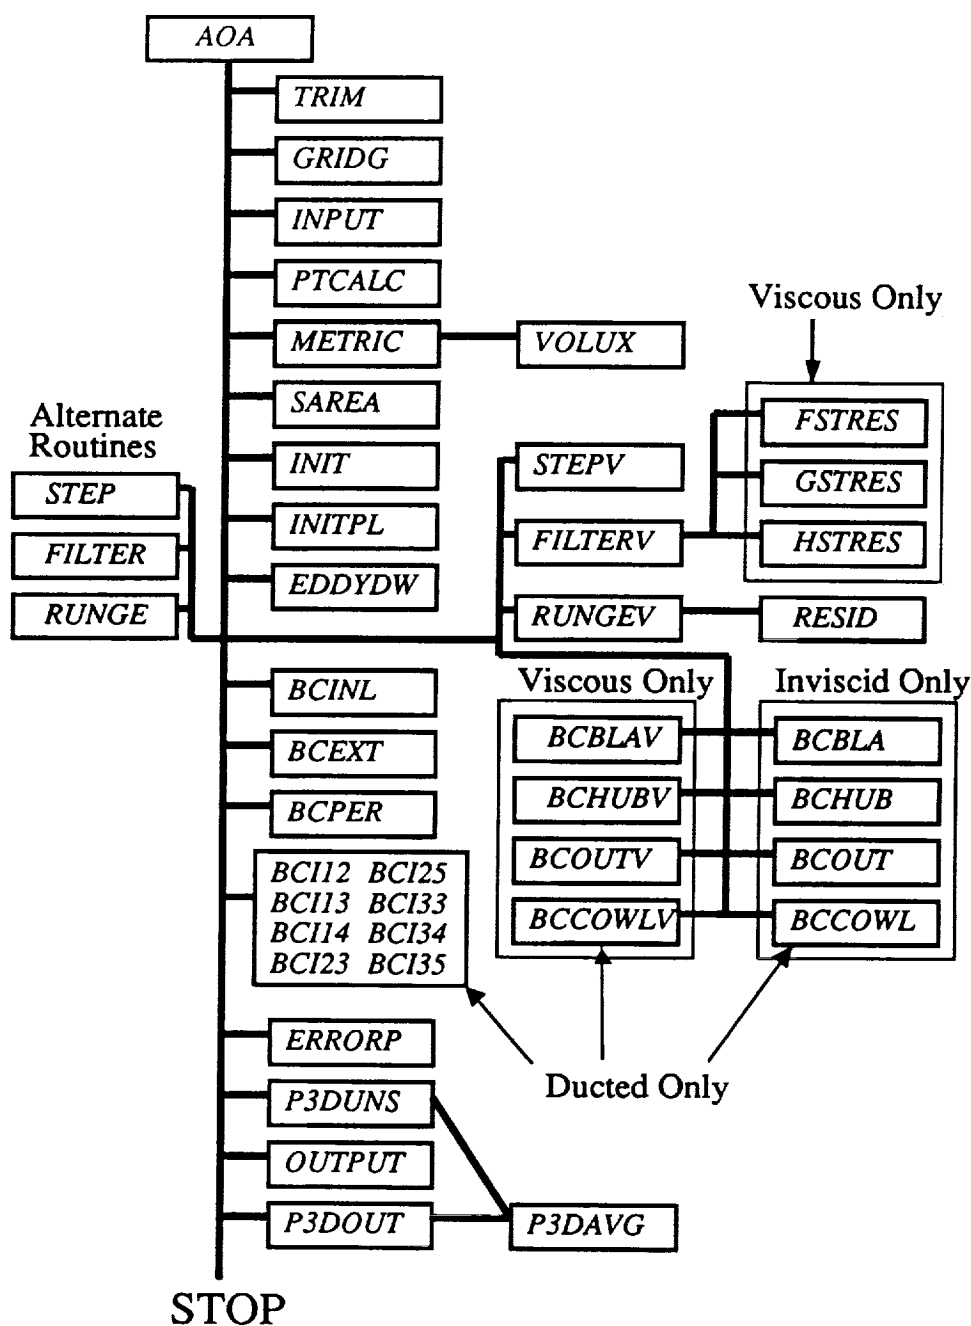 AOA
TRIM
GRIDG
INPUT
PTCALC
METRIC
VOLUX
Viscous Only
SAREA
FSTRES
Alternate
Routines
INIT
STEPV
GSTRES
STEP
INITPL
FILTERV
HSTRES
FILTER
EDDYDW
RUNGE
RUNGEV
RESID
BCINL
Viscous Only
Inviscid Only
BCEXT
BCBLAV
BCBLA
BCPER
BCHUBV
BCHUB
BCI12 BCI25
BCI13 BCI33
BCI14 BCI34
BCI23 BCI35
BCOUTV
BCOUT
BCCOWLV
BCCOWL
ERRORP
Ducted Only
P3DUNS
OUTPUT
P3DOUT
P3DAVG
STOP